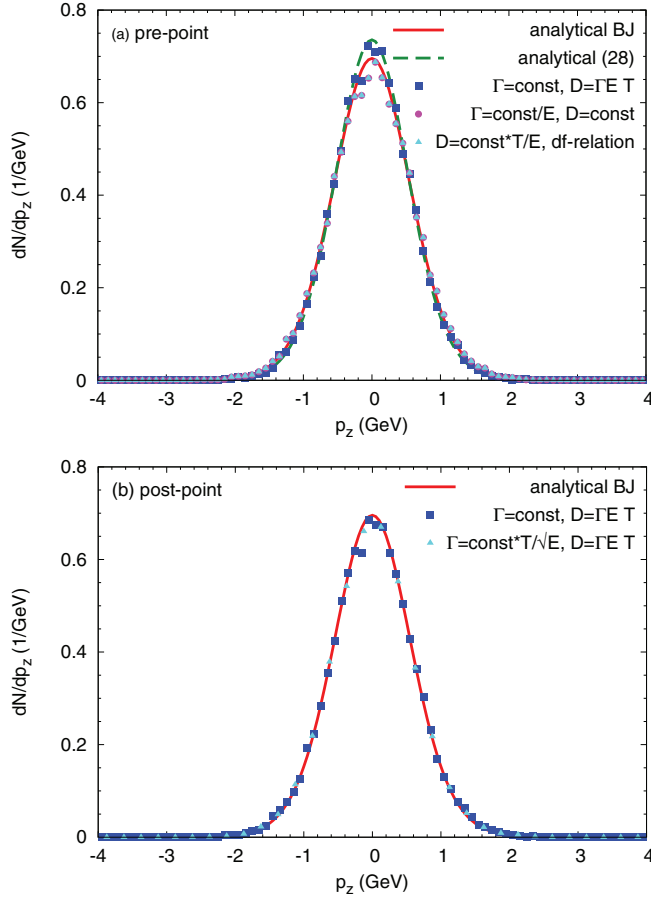 (a) pre-point
analytical BJ
analytical (28)
Γ=const, D=ΓE T
Γ=const/E, D=const
D=const*T/E, df-relation
dN/dp_z (1/GeV)
0.8
0.6
0.4
0.2
0
-4 -3 -2 -1 0 1 2 3 4
p_z (GeV)
(b) post-point
analytical BJ
Γ=const, D=ΓE T
Γ=const*T/√E, D=ΓE T
dN/dp_z (1/GeV)
0.8
0.6
0.4
0.2
0
-4 -3 -2 -1 0 1 2 3 4
p_z (GeV)